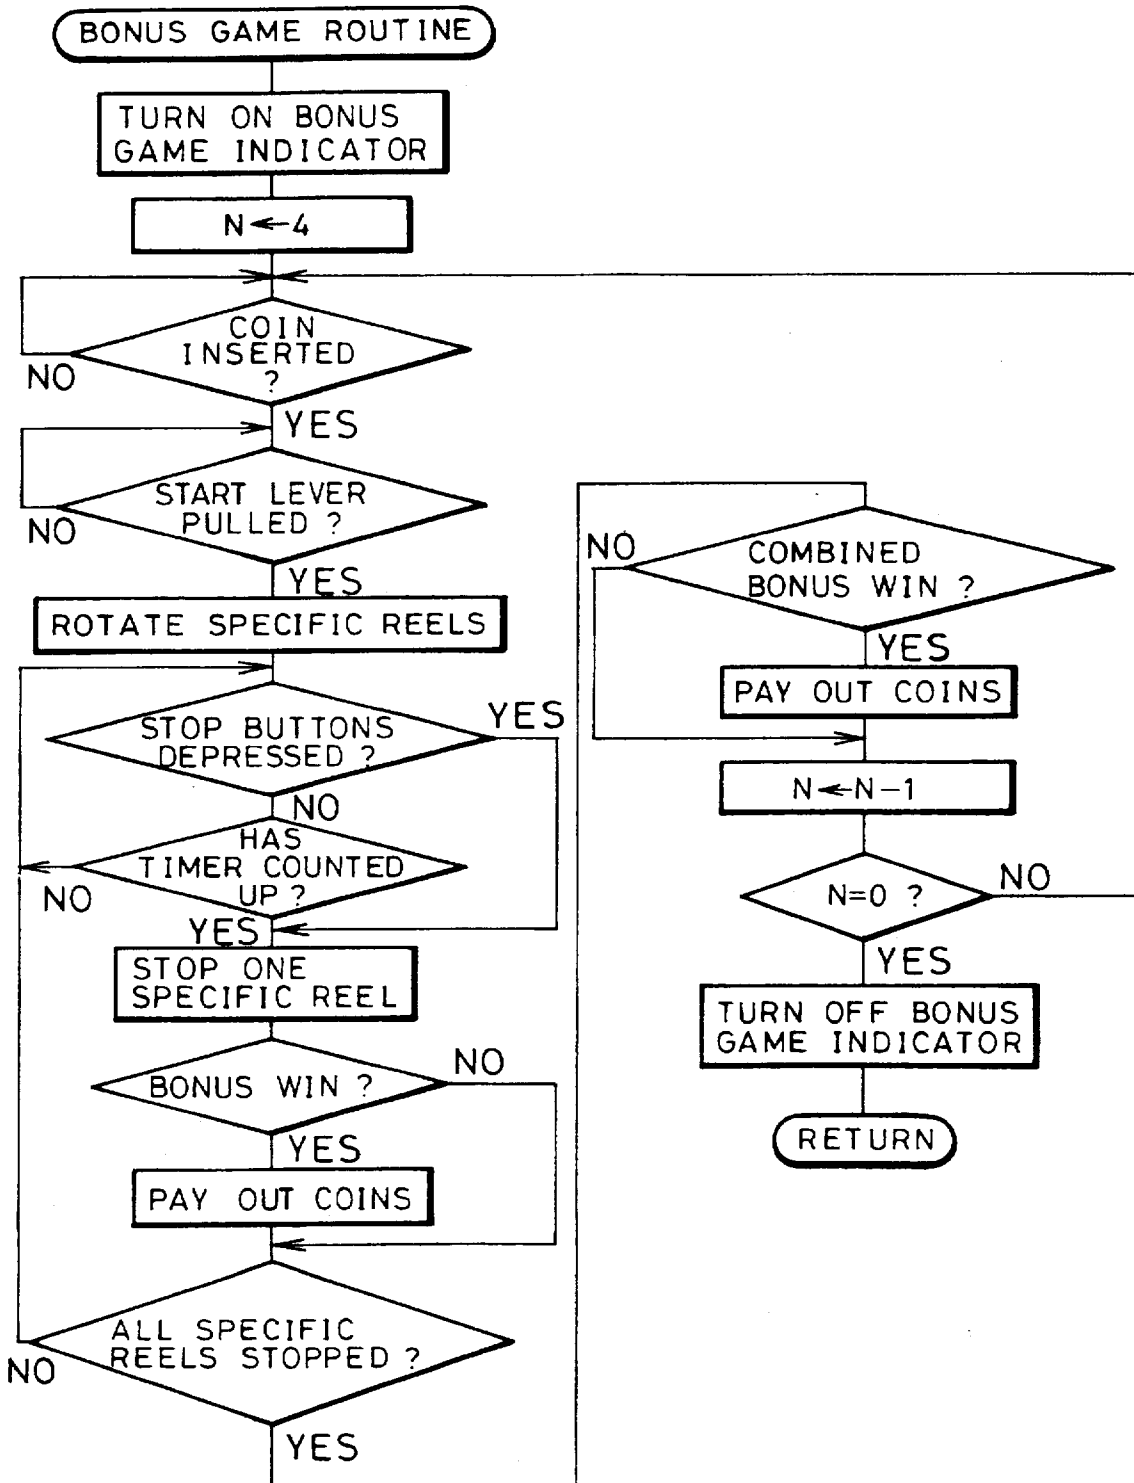 BONUS GAME ROUTINE
TURN ON BONUS
GAME INDICATOR
N←4
COIN
INSERTED
?
NO
YES
START LEVER
PULLED ?
NO
YES
ROTATE SPECIFIC REELS
STOP BUTTONS
DEPRESSED ?
YES
NO
HAS
TIMER COUNTED
UP ?
NO
YES
STOP ONE
SPECIFIC REEL
BONUS WIN ?
NO
YES
PAY OUT COINS
ALL SPECIFIC
REELS STOPPED ?
NO
YES
COMBINED
BONUS WIN ?
NO
YES
PAY OUT COINS
N←N-1
N=0 ?
NO
YES
TURN OFF BONUS
GAME INDICATOR
RETURN